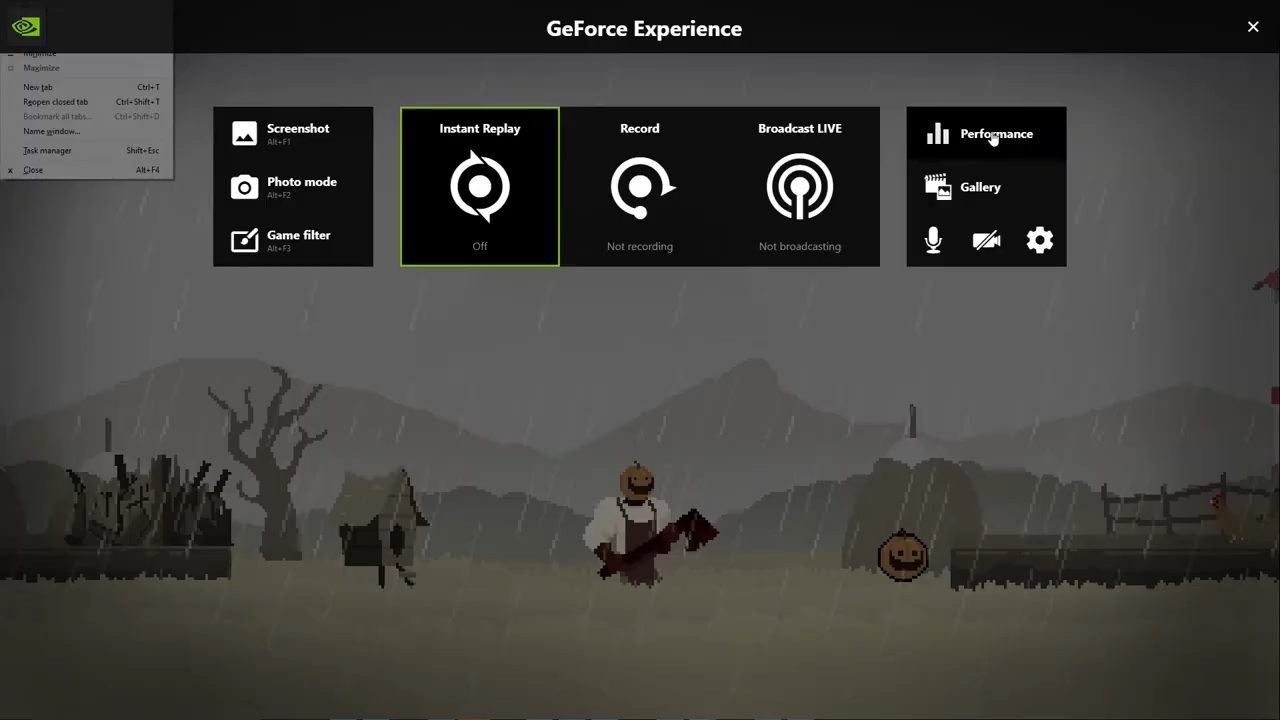 GeForce Experience
Minimize
Maximize
New tab Ctrl+T
Reopen closed tab Ctrl+Shift+T
Bookmark all tabs... Ctrl+Shift+D
Name window...
Task manager Shift+Esc
Close Alt+F4
Screenshot
Alt+F1
Photo mode
Alt+F2
Game filter
Alt+F3
Instant Replay
Off
Record
Not recording
Broadcast LIVE
Not broadcasting
Performance
Gallery